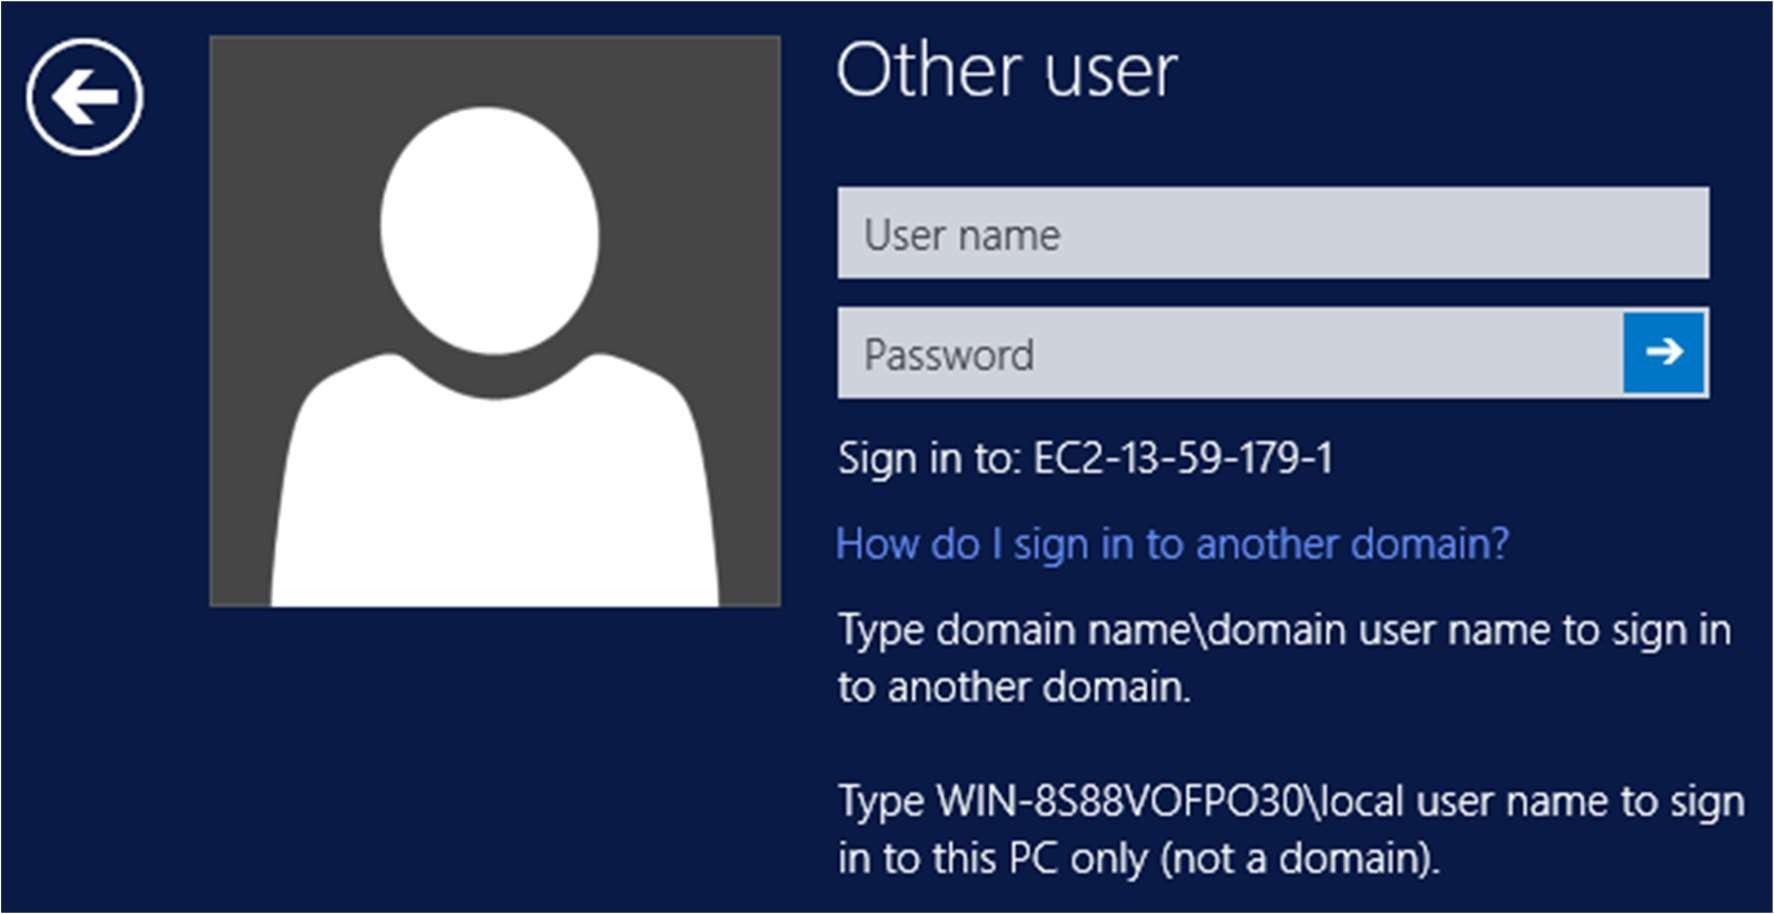 Other user
User name
Password
Sign in to: EC2-13-59-179-1
How do I sign in to another domain?
Type domain name\domain user name to sign in
to another domain.
Type WIN-8S88VOFPO30\local user name to sign
in to this PC only (not a domain).